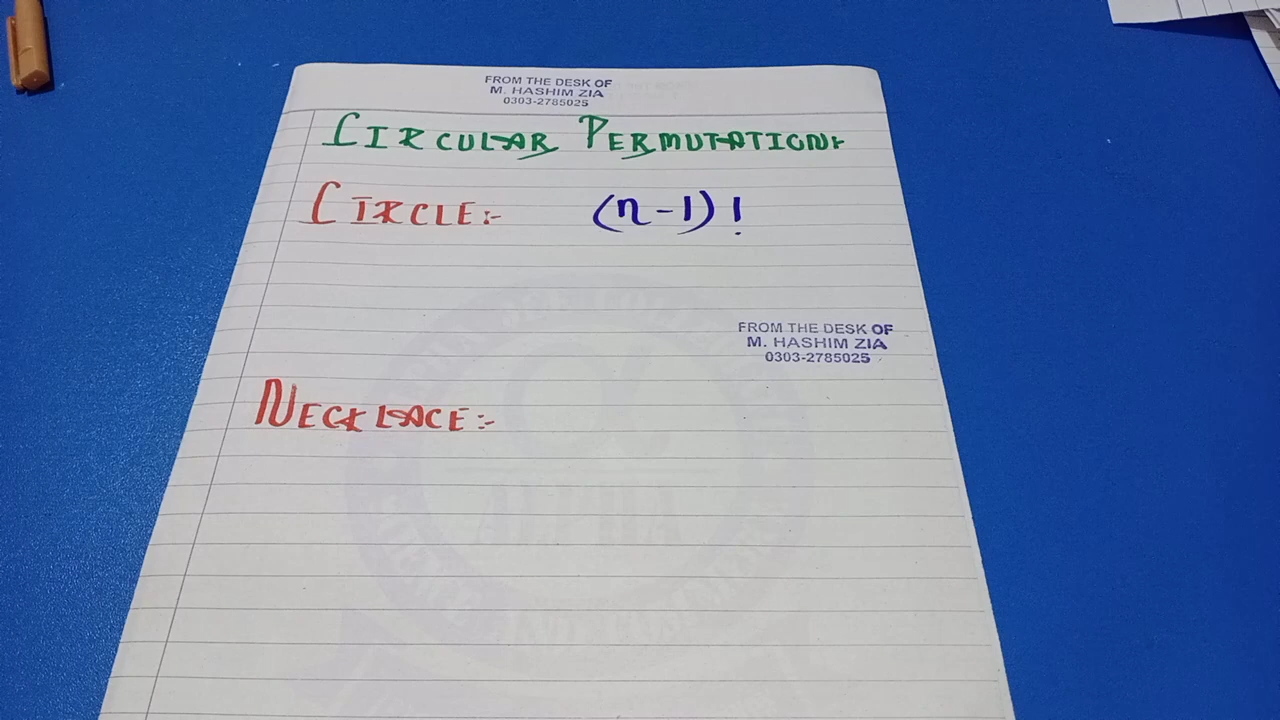 FROM THE DESK OF
M. HASHIM ZIA
0303-2785025
CIRCULAR PERMUTATION:
CIRCLE:- (n-1)!
FROM THE DESK OF
M. HASHIM ZIA
0303-2785025
NECKLACE:-